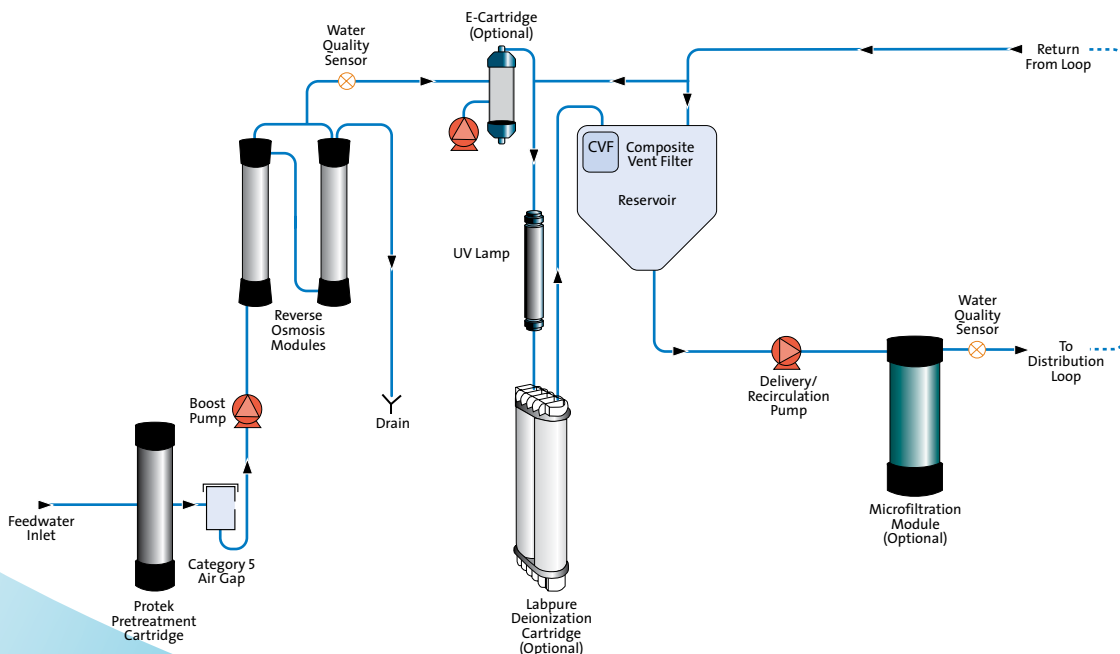 E-Cartridge
(Optional)
Water
Quality
Sensor
Return
From Loop
CVF
Composite
Vent Filter
Reservoir
UV Lamp
Reverse
Osmosis
Modules
Water
Quality
Sensor
To
Distribution
Loop
Delivery/
Recirculation
Pump
Boost
Pump
Drain
Feedwater
Inlet
Category 5
Air Gap
Microfiltration
Module
(Optional)
Protek
Pretreatment
Cartridge
Labpure
Deionization
Cartridge
(Optional)